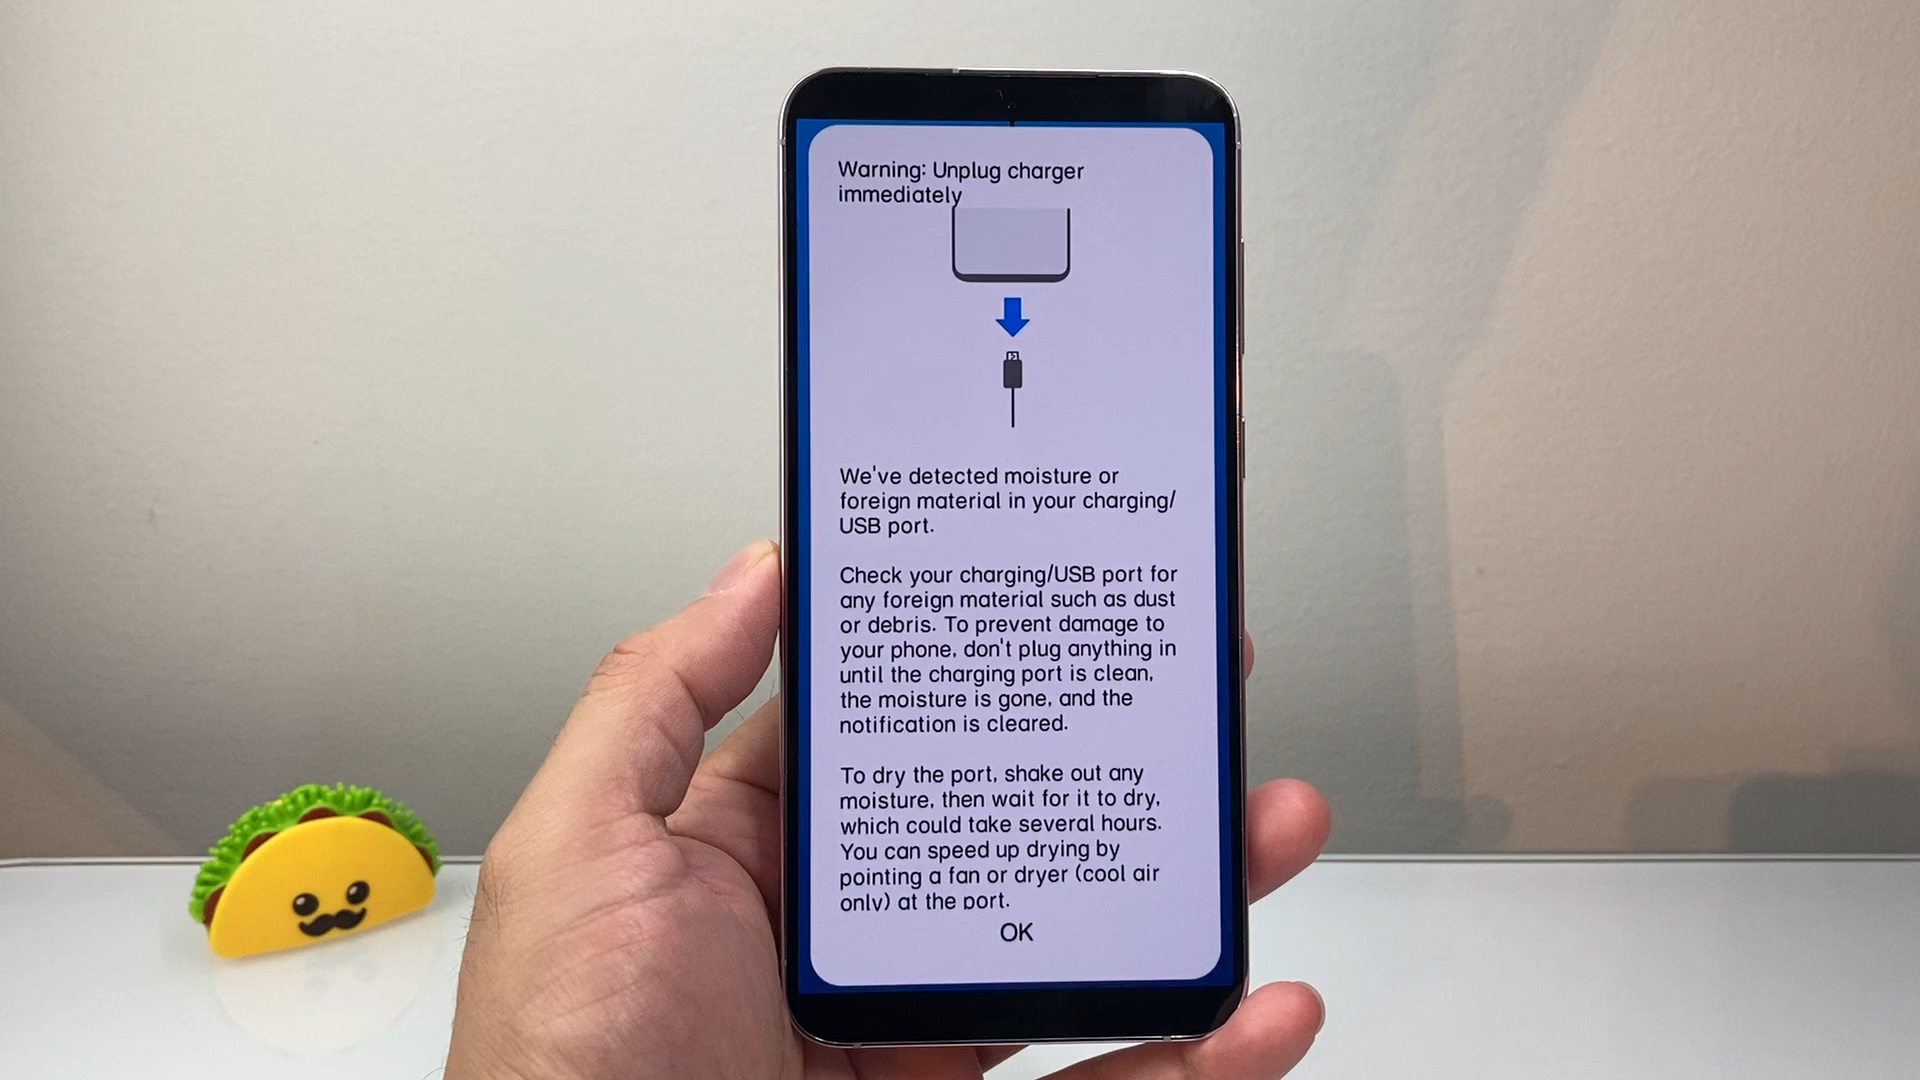 Warning: Unplug charger
immediately
We've detected moisture or
foreign material in your charging/
USB port.
Check your charging/USB port for
any foreign material such as dust
or debris. To prevent damage to
your phone, don't plug anything in
until the charging port is clean,
the moisture is gone, and the
notification is cleared.
To dry the port, shake out any
moisture, then wait for it to dry,
which could take several hours.
You can speed up drying by
pointing a fan or dryer (cool air
only) at the port.
OK